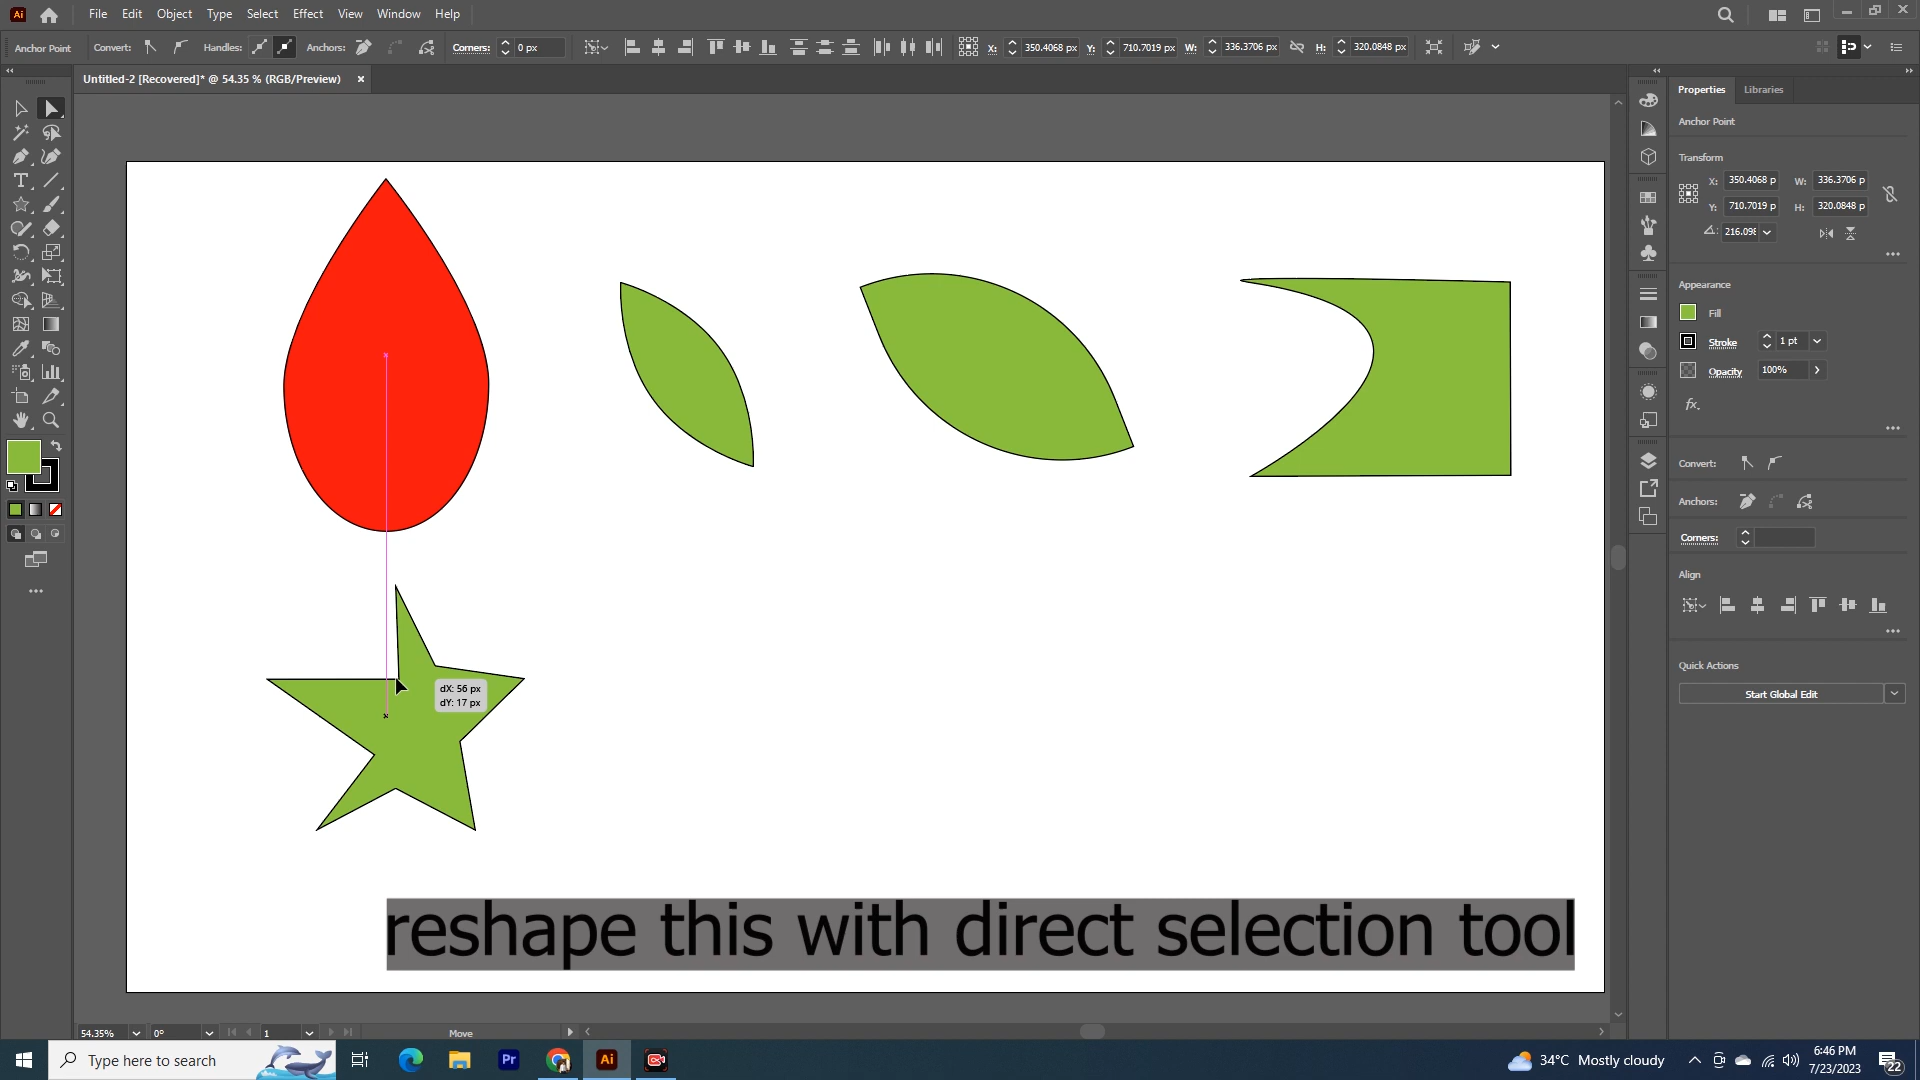 Ai File Edit Object Type Select Effect View Window Help
Anchor Point Convert: Handles: Anchors: Corners: 0 px X: 350.4068 px Y: 710.7019 px W: 336.3706 px H: 320.0848 px
Untitled-2 [Recovered]* @ 54.35 % (RGB/Preview) ×
Properties Libraries
Anchor Point
Transform
X: 350.4068 p W: 336.3706 p
Y: 710.7019 p H: 320.0848 p
216.098
Appearance
Fill
Stroke 1 pt
Opacity 100%
fx.
Convert:
Anchors:
Corners:
Align
Quick Actions
Start Global Edit
dX: 56 px
dY: 17 px
reshape this with direct selection tool
54.35% 0° 1 Move
Type here to search Pr Ai 34°C Mostly cloudy 6:46 PM
7/23/2023 22